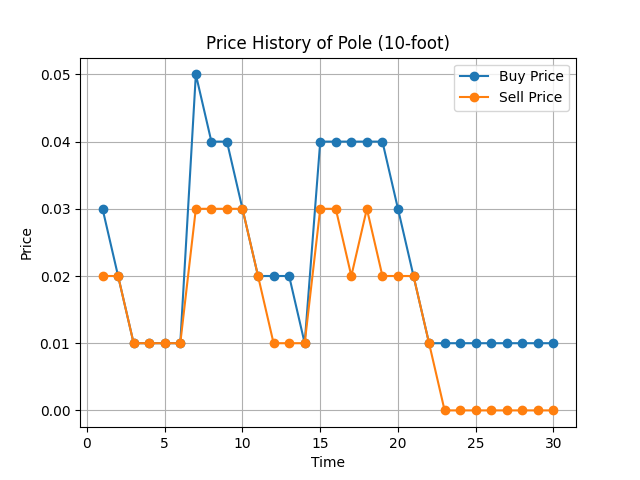 Price History of Pole (10-foot)
Buy Price
Sell Price
Price
0.05
0.04
0.03
0.02
0.01
0.00
0 5 10 15 20 25 30
Time